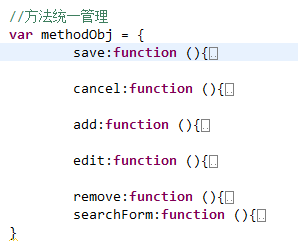 //方法统一管理
var methodObj = {
save:function (){..
cancel:function (){..
add:function (){..
edit:function (){..
remove:function (){..
searchForm:function (){..
}